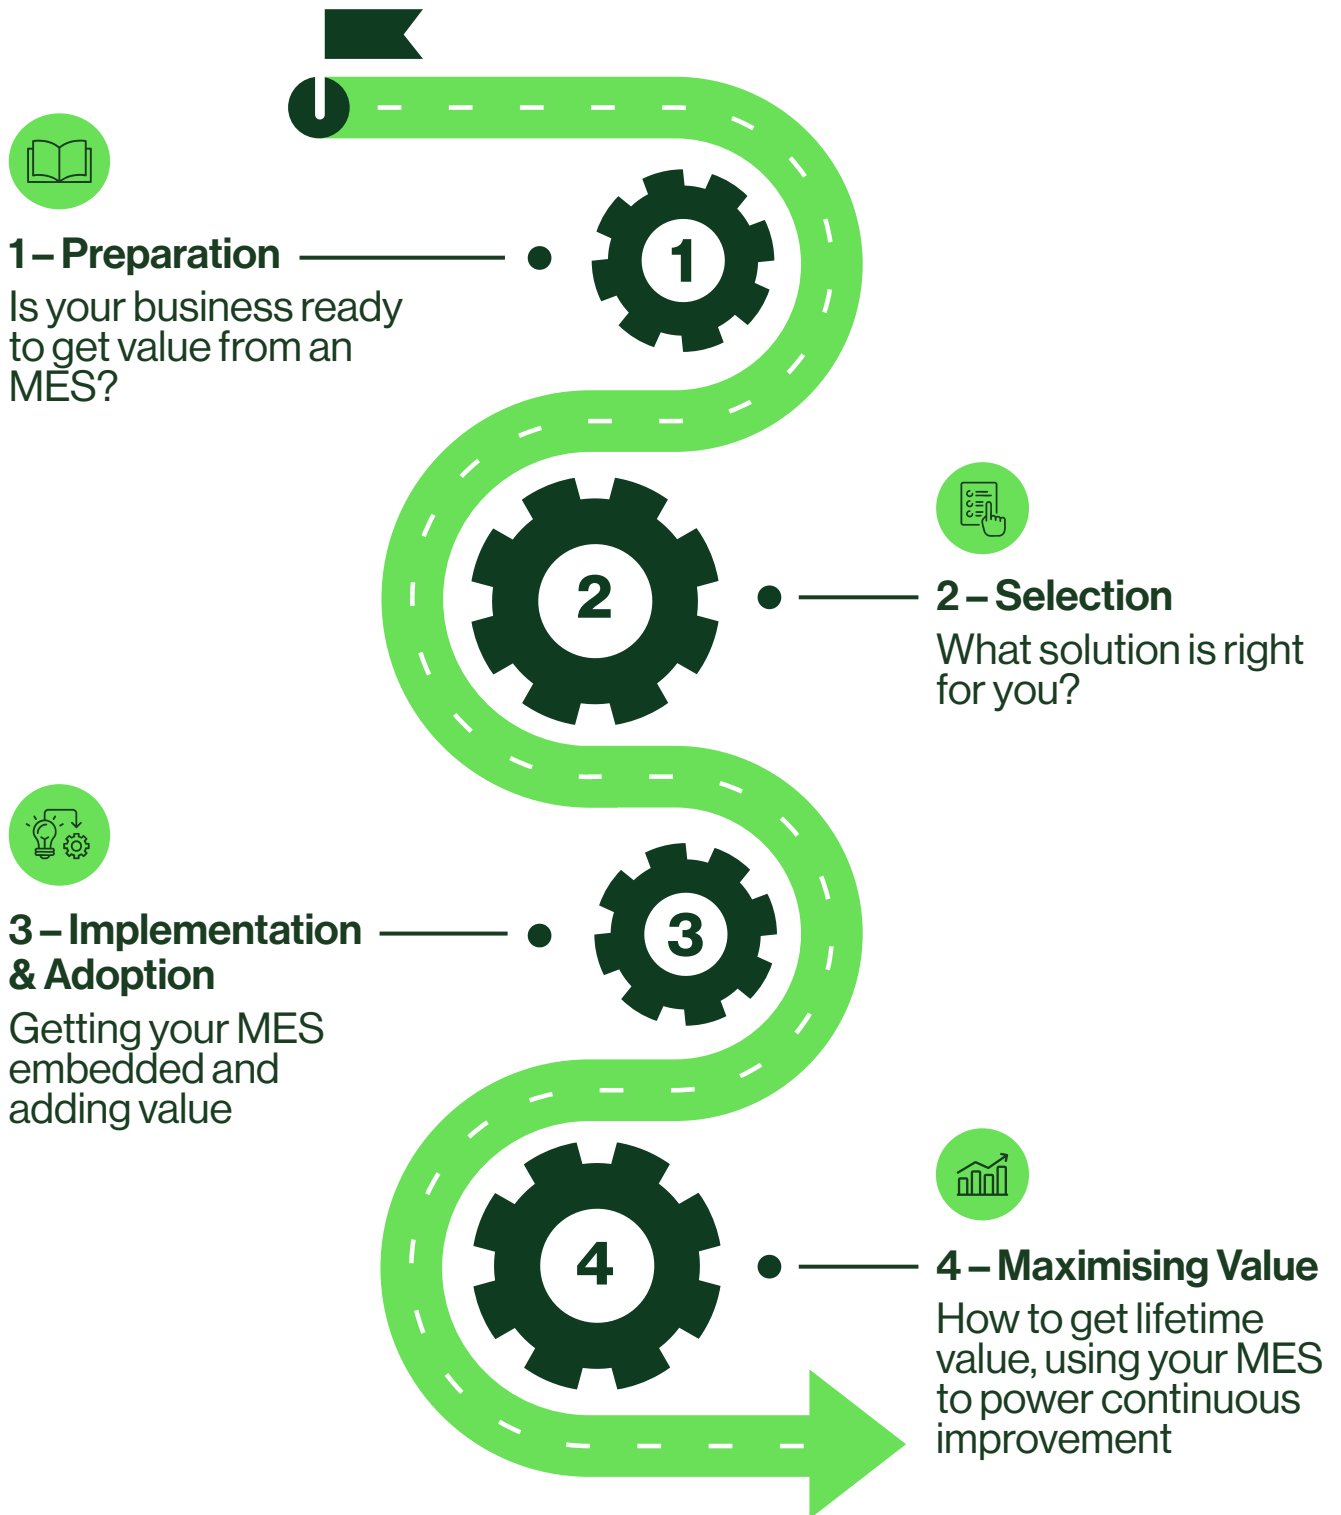 1 – Preparation
Is your business ready
to get value from an
MES?
1
2
2 – Selection
What solution is right
for you?
3 – Implementation
& Adoption
Getting your MES
embedded and
adding value
3
4
4 – Maximising Value
How to get lifetime
value, using your MES
to power continuous
improvement